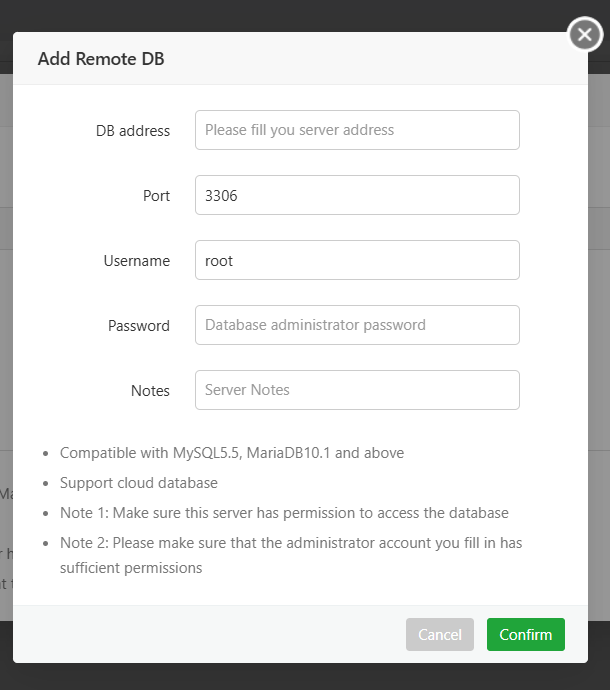 Add Remote DB
DB address
Please fill you server address
Port
3306
Username
root
Password
Database administrator password
Notes
Server Notes
Compatible with MySQL5.5, MariaDB10.1 and above
Support cloud database
Note 1: Make sure this server has permission to access the database
Note 2: Please make sure that the administrator account you fill in has
sufficient permissions
Cancel
Confirm